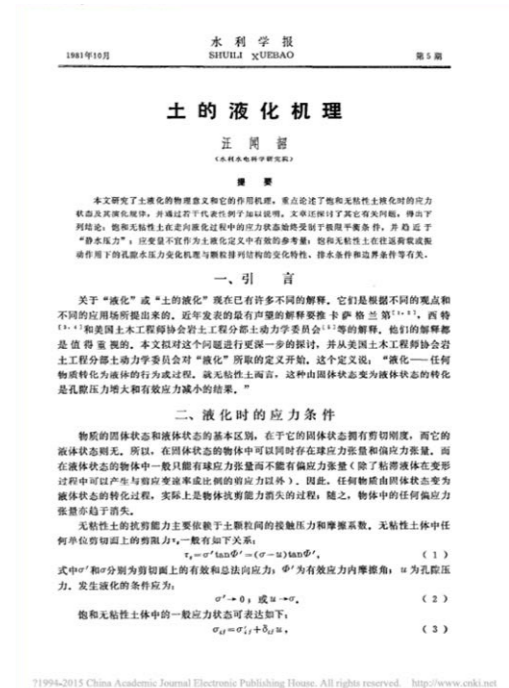 水利学报
1981年10月
SHUILI XUEBAO
第5期
土的液化机理
汪闻韶
(水利水电科学研究院)
提要
本文研究了土液化的物理意义和它的作用机理。重点论述了饱和无粘性土液化时的应力
状态及其演化规律，并通过若干代表性例子加以说明。文章还探讨了其它有关问题，得出下
列结论：饱和无粘性土在走向液化过程中的应力状态始终受制于极限平衡条件，并趋近于
“静水压力”；应变量不宜作为土液化定义中有效的参考量；饱和无粘性土在往返荷载或振
动作用下的孔隙水压力变化机理与颗粒排列结构的变化特性、排水条件和边界条件等有关。
一、引言
关于“液化”或“土的液化”现在已有许多不同的解释。它们是根据不同的观点和
不同的应用场所提出来的。近年发表的最有声望的解释要推卡萨格兰第[1,2]，西特
[3,4]和美国土木工程师协会岩土工程分部土动力学委员会[5]等的解释。他们的解释都
是值得重视的。本文拟对这个问题进行更深一步的探讨，并从美国土木工程师协会岩
土工程分部土动力学委员会对“液化”所取的定义开始。这个定义说：“液化——任何
物质转化为液体的行为或过程。就无粘性土而言，这种由固体状态变为液体状态的转化
是孔隙压力增大和有效应力减小的结果。”
二、液化时的应力条件
物质的固体状态和液体状态的基本区别，在于它的固体状态拥有剪切刚度，而它的
液体状态则无。所以，在固体状态的物体中可以同时存在球应力张量和偏应力张量。而
在液体状态的物体中一般只能有球应力张量而不能有偏应力张量（除了粘滞液体在变形
过程中可以产生与剪应变速率成比例的剪应力以外）。因此，任何物质由固体状态变为
液体状态的转化过程，实际上是物体抗剪能力消失的过程；随之，物体中的任何偏应力
张量亦趋于消失。
无粘性土的抗剪能力主要依赖于土颗粒间的接触压力和摩擦系数。无粘性土体中任
何单位剪切面上的剪阻力τs一般有如下关系：
τs=σ′tanΦ′=(σ-u)tanΦ′, (1)
式中σ′和σ分别为剪切面上的有效和总法向应力；Φ′为有效应力内摩擦角；u为孔隙压
力。发生液化的条件应为：
σ′→0；或u→σ。 (2)
饱和无粘性土体中的一般应力状态可表达如下：
σij=σ′ij+δiju, (3)
?1994-2015 China Academic Journal Electronic Publishing House. All rights reserved. http://www.cnki.net